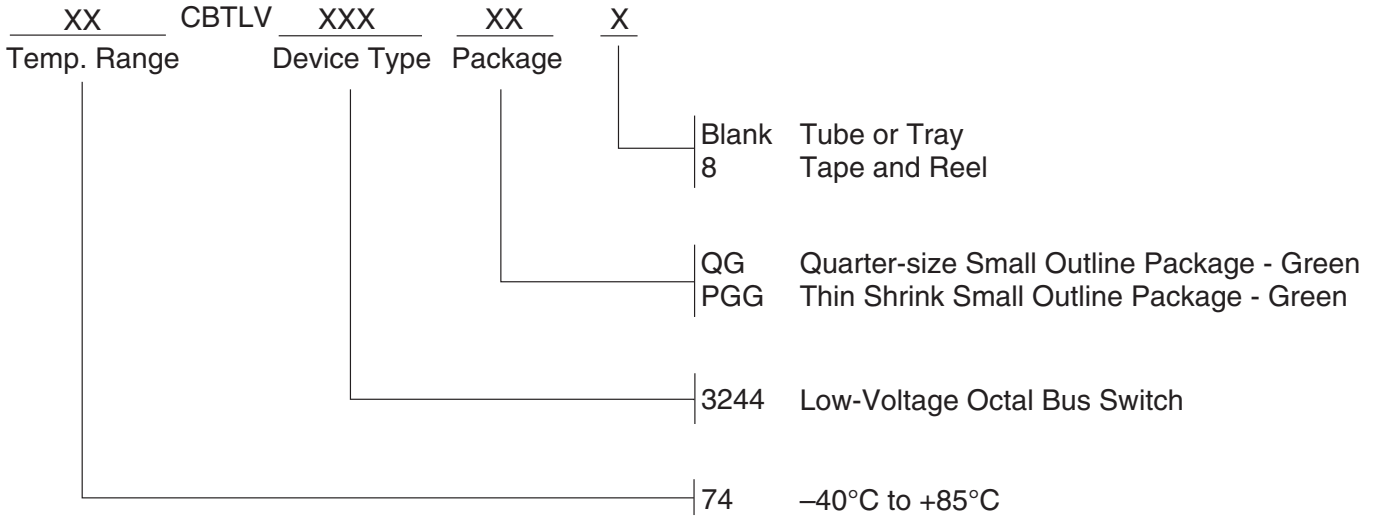 XX CBTLV XXX XX X
Temp. Range Device Type Package
Blank Tube or Tray
8 Tape and Reel
QG Quarter-size Small Outline Package - Green
PGG Thin Shrink Small Outline Package - Green
3244 Low-Voltage Octal Bus Switch
74 –40°C to +85°C